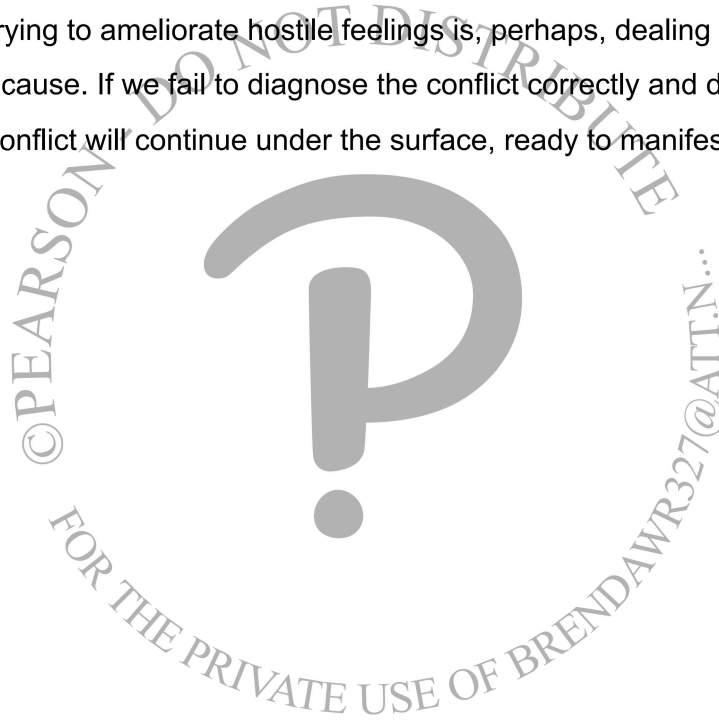 rying to ameliorate hostile feelings is, perhaps, dealing
cause. If we fail to diagnose the conflict correctly and d
onflict will continue under the surface, ready to manifes
©PEARSON - DO NOT DISTRIBUTE
FOR THE PRIVATE USE OF BRENDAWR327@ATT.N...